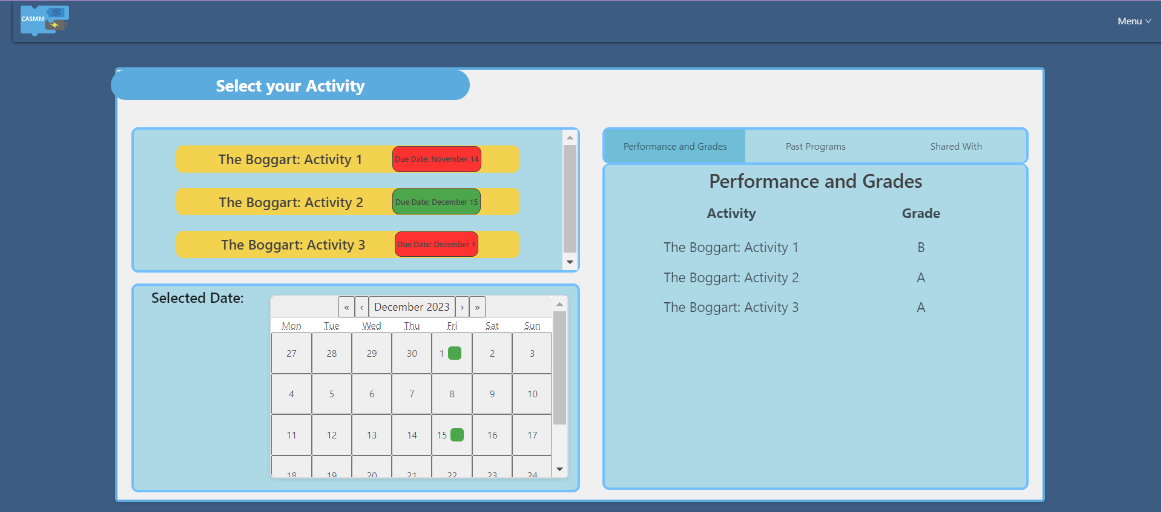 CASMM
Menu
Select your Activity
The Boggart: Activity 1 Due Date: November 14
The Boggart: Activity 2 Due Date: December 15
The Boggart: Activity 3 Due Date: December 1
Selected Date:
« ‹ December 2023 › »
Mon Tue Wed Thu Fri Sat Sun
27 28 29 30 1 2 3
4 5 6 7 8 9 10
11 12 13 14 15 16 17
18 19 20 21 22 23 24
Performance and Grades Past Programs Shared With
Performance and Grades
Activity Grade
The Boggart: Activity 1 B
The Boggart: Activity 2 A
The Boggart: Activity 3 A